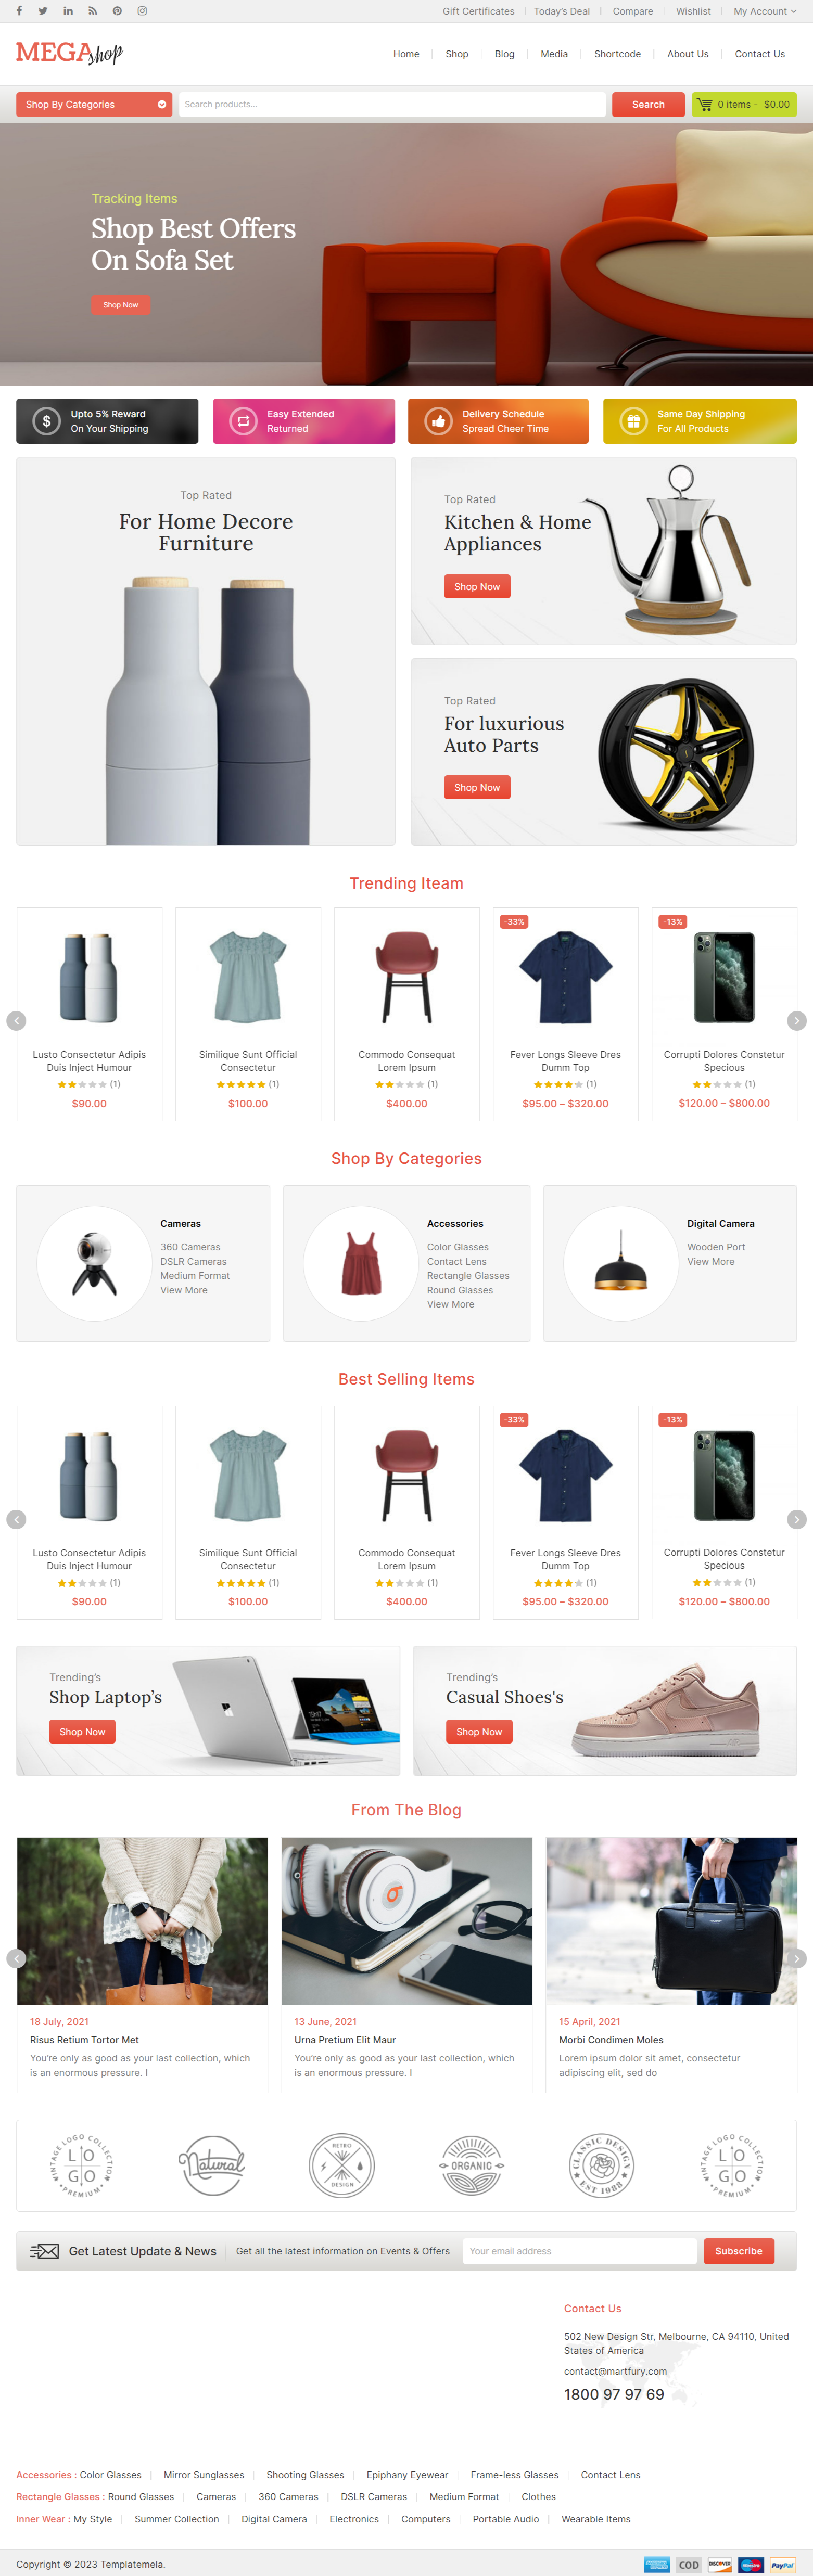 Gift Certificates Today's Deal Compare Wishlist My Account
MEGA shop
Home Shop Blog Media Shortcode About Us Contact Us
Shop By Categories Search products... Search 0 items - $0.00
Tracking Items
Shop Best Offers
On Sofa Set
Shop Now
Upto 5% Reward
On Your Shipping
Easy Extended
Returned
Delivery Schedule
Spread Cheer Time
Same Day Shipping
For All Products
Top Rated
For Home Decore
Furniture
Top Rated
Kitchen & Home
Appliances
Shop Now
Top Rated
For luxurious
Auto Parts
Shop Now
Trending Iteam
Lusto Consectetur Adipis
Duis Inject Humour
(1)
$90.00
Similique Sunt Official
Consectetur
(1)
$100.00
Commodo Consequat
Lorem Ipsum
(1)
$400.00
-33%
Fever Longs Sleeve Dres
Dumm Top
(1)
$95.00 – $320.00
-13%
Corrupti Dolores Constetur
Specious
(1)
$120.00 – $800.00
Shop By Categories
Cameras
360 Cameras
DSLR Cameras
Medium Format
View More
Accessories
Color Glasses
Contact Lens
Rectangle Glasses
Round Glasses
View More
Digital Camera
Wooden Port
View More
Best Selling Items
Lusto Consectetur Adipis
Duis Inject Humour
(1)
$90.00
Similique Sunt Official
Consectetur
(1)
$100.00
Commodo Consequat
Lorem Ipsum
(1)
$400.00
-33%
Fever Longs Sleeve Dres
Dumm Top
(1)
$95.00 – $320.00
-13%
Corrupti Dolores Constetur
Specious
(1)
$120.00 – $800.00
Trending's
Shop Laptop's
Shop Now
Trending's
Casual Shoes's
Shop Now
From The Blog
18 July, 2021
Risus Retium Tortor Met
You're only as good as your last collection, which
is an enormous pressure. I
13 June, 2021
Urna Pretium Elit Maur
You're only as good as your last collection, which
is an enormous pressure. I
15 April, 2021
Morbi Condimen Moles
Lorem ipsum dolor sit amet, consectetur
adipiscing elit, sed do
VINTAGE LOGO COLLECTION
LOGO
PREMIUM
Natural
RETRO
DESIGN
ORGANIC
CLASSIC DESIGN
EST 1988
VINTAGE LOGO COLLECTION
LOGO
PREMIUM
Get Latest Update & News Get all the latest information on Events & Offers Your email address Subscribe
Contact Us
502 New Design Str, Melbourne, CA 94110, United
States of America
contact@martfury.com
1800 97 97 69
Accessories : Color Glasses Mirror Sunglasses Shooting Glasses Epiphany Eyewear Frame-less Glasses Contact Lens
Rectangle Glasses : Round Glasses Cameras 360 Cameras DSLR Cameras Medium Format Clothes
Inner Wear : My Style Summer Collection Digital Camera Electronics Computers Portable Audio Wearable Items
Copyright © 2023 Templatemela. COD DISCOVER Maestro PayPal